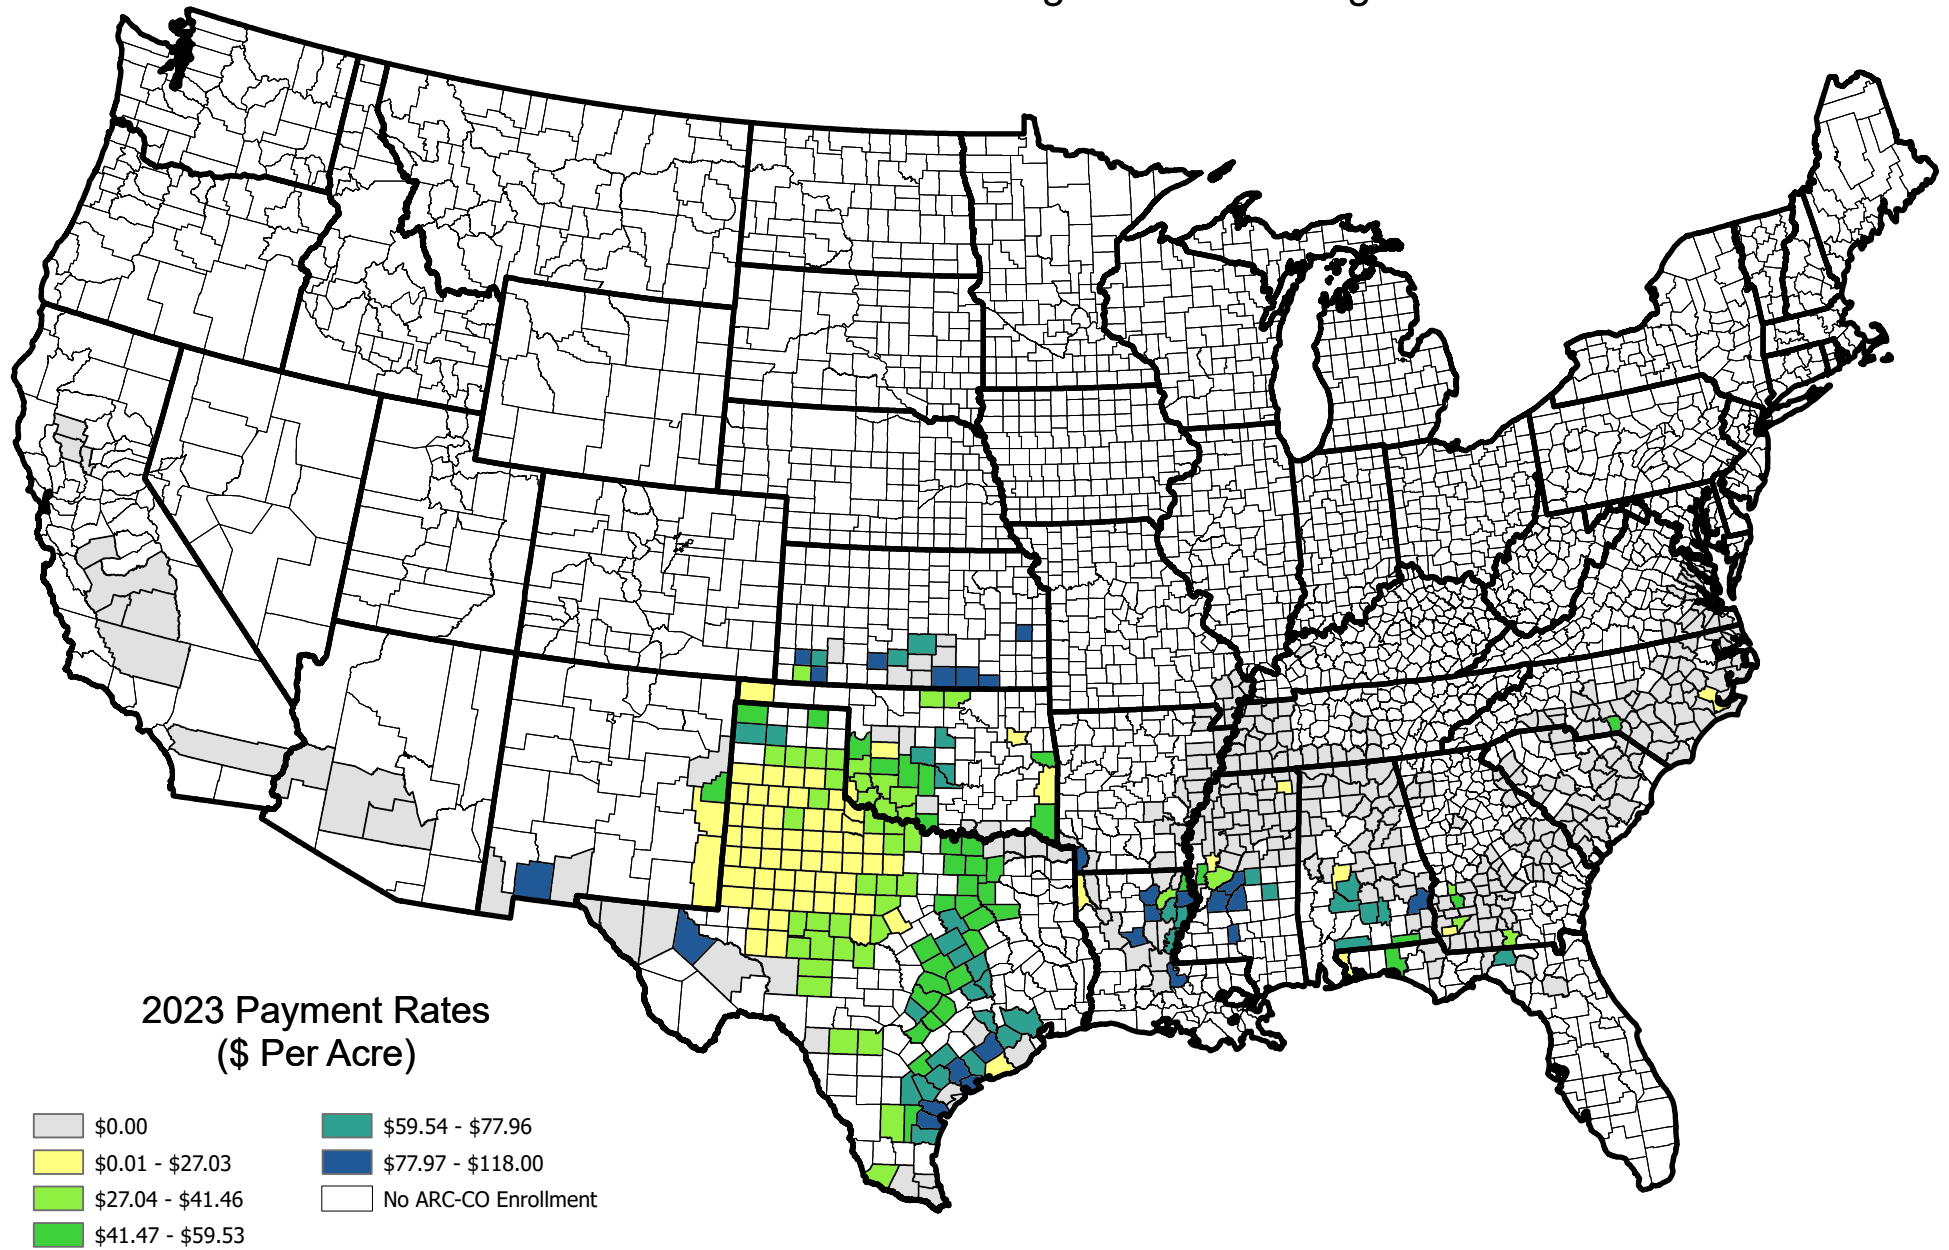 2023 Payment Rates
($ Per Acre)
$0.00
$0.01 - $27.03
$27.04 - $41.46
$41.47 - $59.53
$59.54 - $77.96
$77.97 - $118.00
No ARC-CO Enrollment